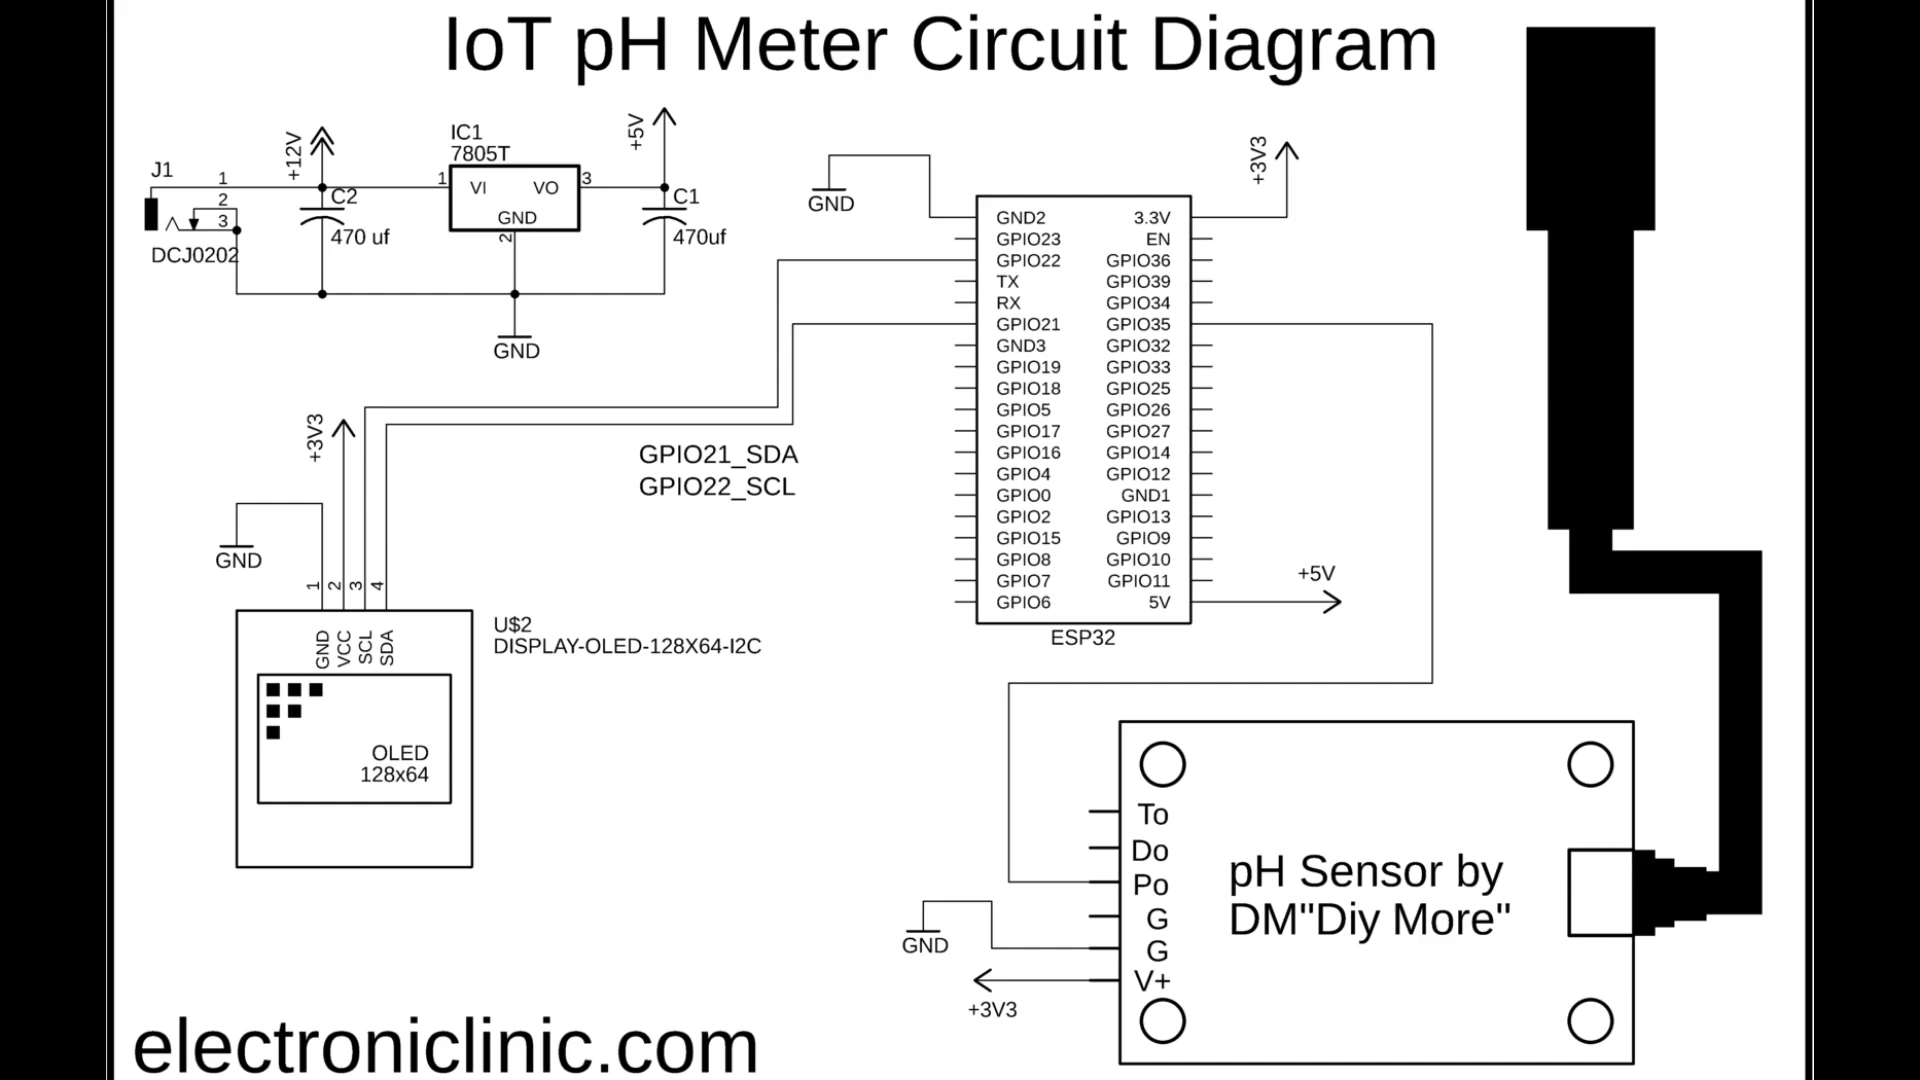 IoT pH Meter Circuit Diagram
J1
1
2
3
DCJ0202
+12V
C2
470 uf
IC1
7805T
1
VI
VO
3
GND
2
+5V
C1
470uf
GND
GND
+3V3
GND2 3.3V
GPIO23 EN
GPIO22 GPIO36
TX GPIO39
RX GPIO34
GPIO21 GPIO35
GND3 GPIO32
GPIO19 GPIO33
GPIO18 GPIO25
GPIO5 GPIO26
GPIO17 GPIO27
GPIO16 GPIO14
GPIO4 GPIO12
GPIO0 GND1
GPIO2 GPIO13
GPIO15 GPIO9
GPIO8 GPIO10
GPIO7 GPIO11
GPIO6 5V
ESP32
+5V
GPIO21_SDA
GPIO22_SCL
+3V3
GND
1
2
3
4
GND
VCC
SCL
SDA
U$2
DISPLAY-OLED-128X64-I2C
OLED
128x64
To
Do
Po
G
G
V+
GND
+3V3
pH Sensor by
DM"Diy More"
electroniclinic.com